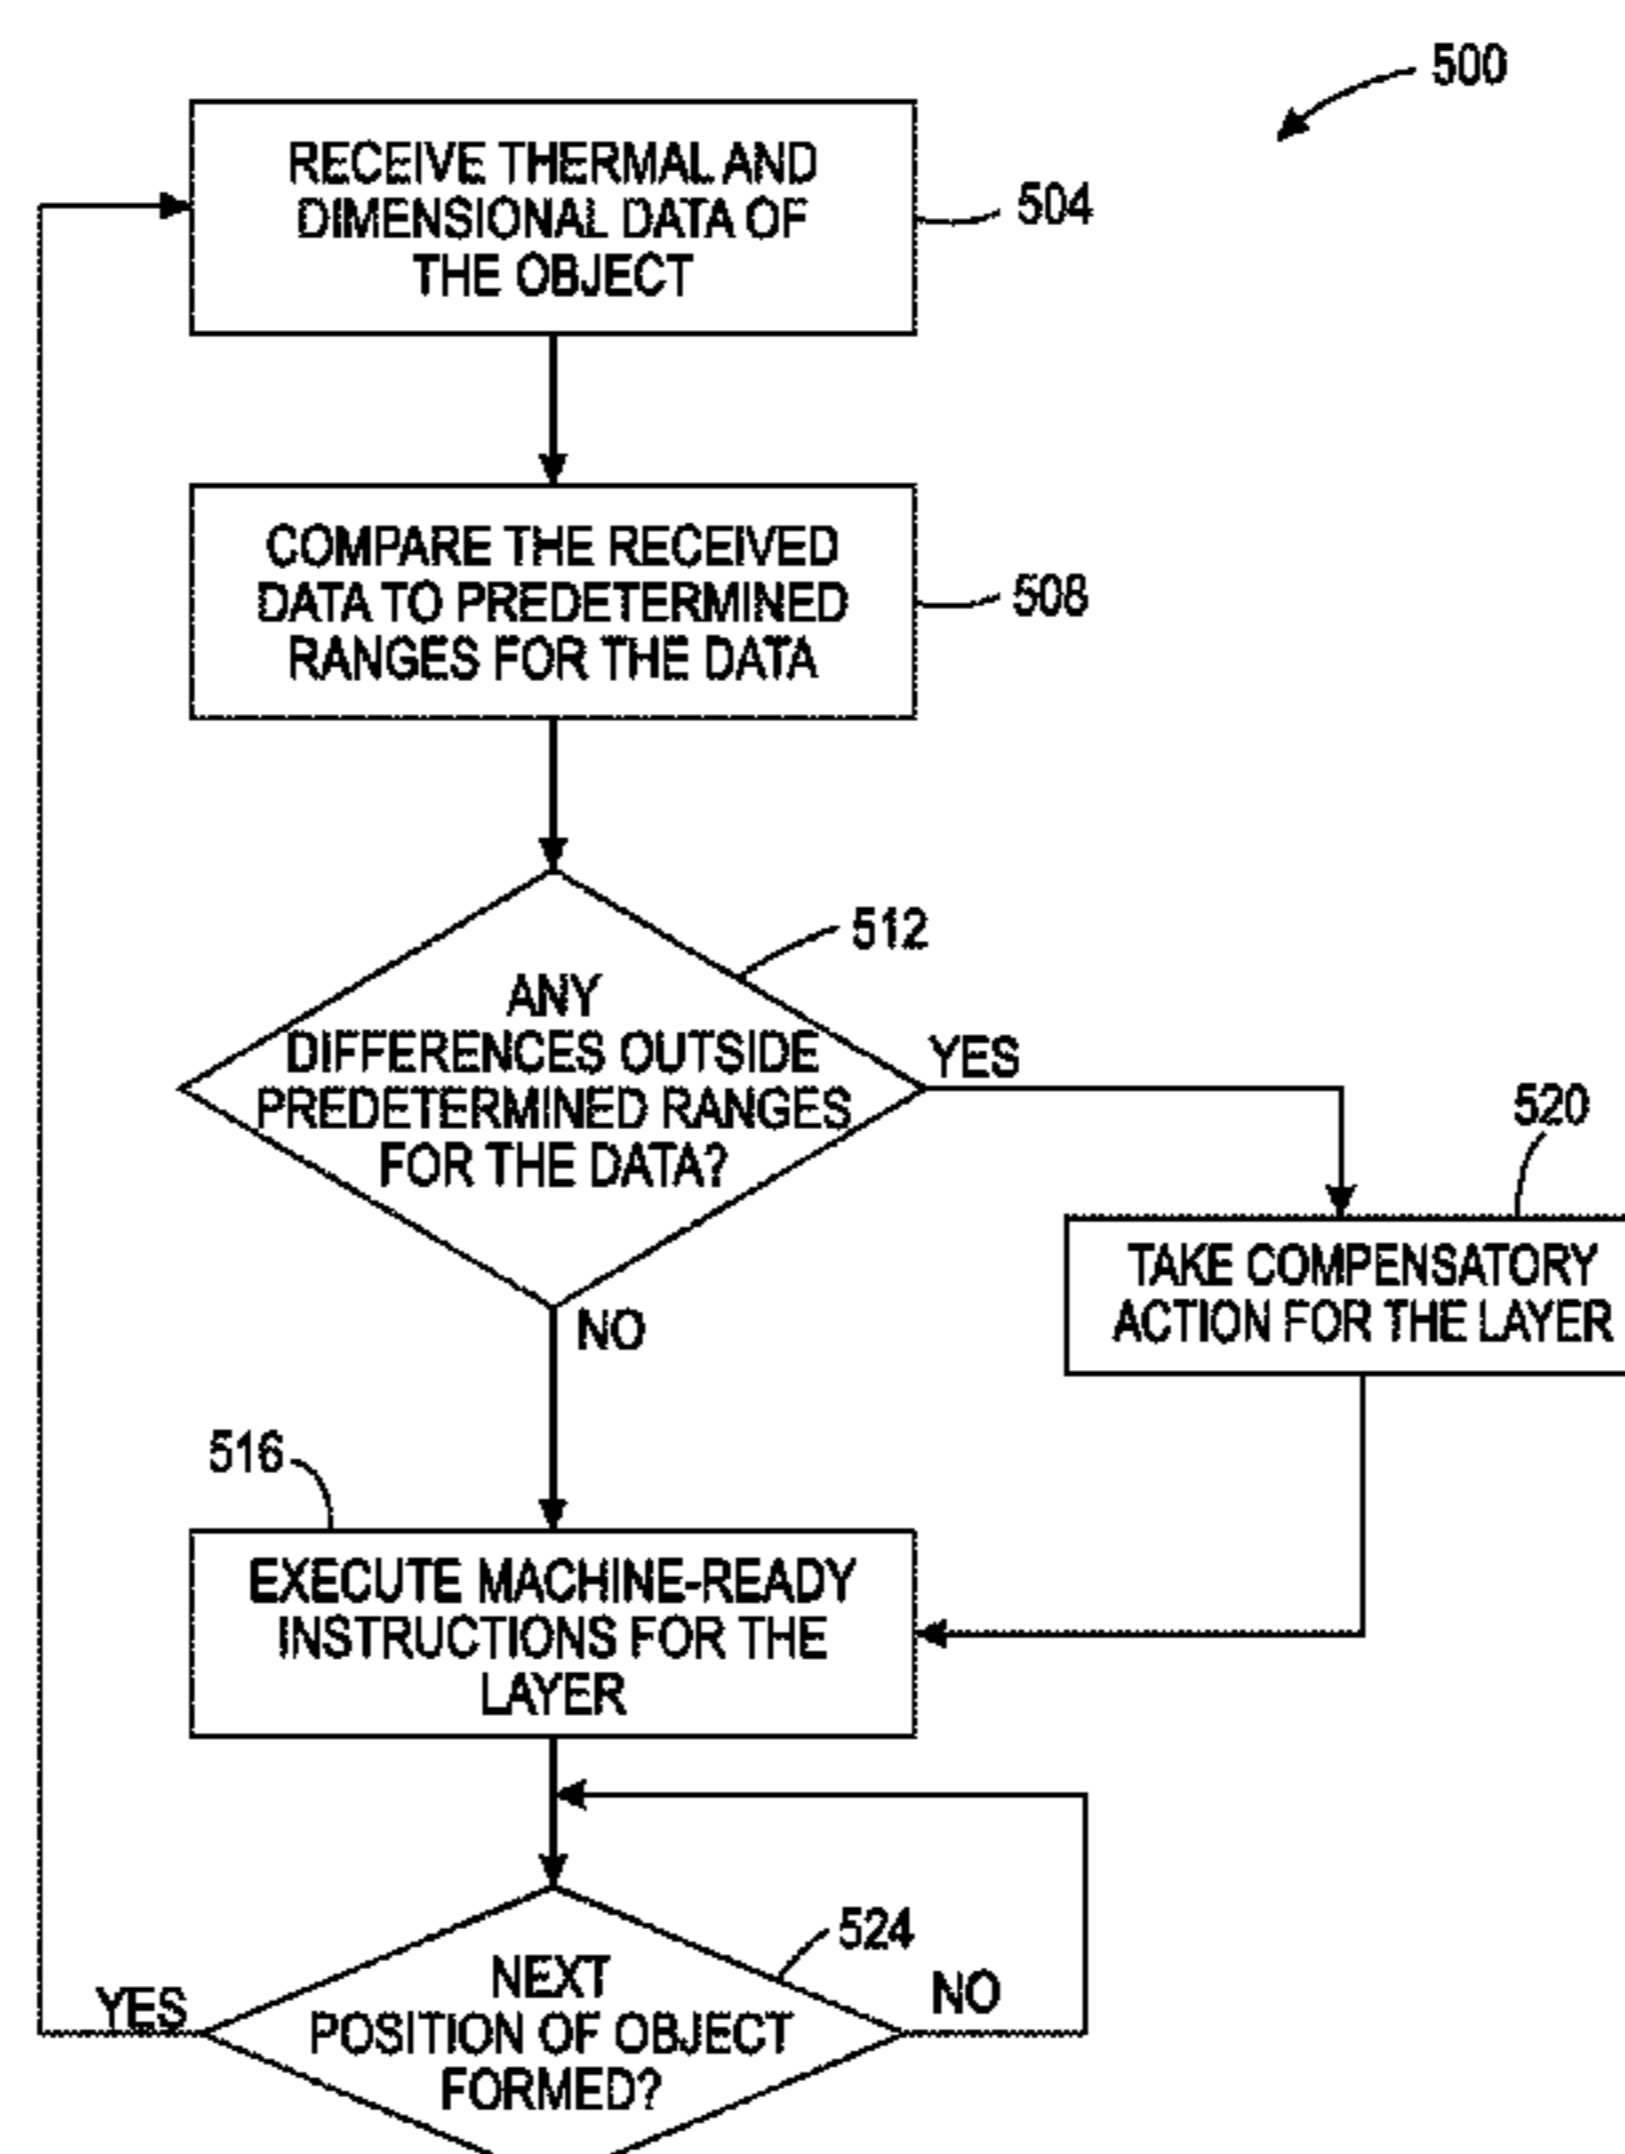 500
RECEIVE THERMAL AND
DIMENSIONAL DATA OF
THE OBJECT
504
COMPARE THE RECEIVED
DATA TO PREDETERMINED
RANGES FOR THE DATA
508
512
ANY
DIFFERENCES OUTSIDE
PREDETERMINED RANGES
FOR THE DATA?
YES
520
TAKE COMPENSATORY
ACTION FOR THE LAYER
NO
516
EXECUTE MACHINE-READY
INSTRUCTIONS FOR THE
LAYER
524
NEXT
POSITION OF OBJECT
FORMED?
YES
NO